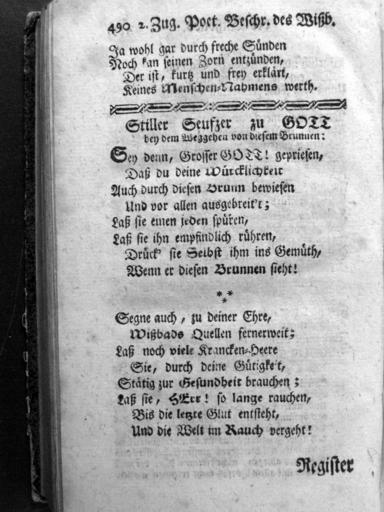 490 2. Zug. Poet. Beschr. des Wißb.
Ja wohl gar durch freche Sünden
Noch kan seinen Zorn entzünden,
Der ist, kurtz und frey erklärt,
Keines Menschen-Nahmens werth.
Stiller Seufzer zu GOTT
bey dem Weggehen von diesem Brunnen:
Sey denn, Grosser GOTT! gepriesen,
Daß du deine Würcklichkeit
Auch durch diesen Brunn bewiesen
Und vor allen ausgebreit't;
Laß sie einen jeden spüren,
Laß sie ihn empfindlich rühren,
Drück' sie Selbst ihm ins Gemüth,
Wenn er diesen Brunnen sieht!
* * *
Segne auch, zu deiner Ehre,
Wißbads Quellen fernerweit;
Laß noch viele Krancken-Heere
Sie, durch deine Gütigkeit,
Stätig zur Gesundheit brauchen;
Laß sie, HErr! so lange rauchen,
Bis die letzte Glut entsteht,
Und die Welt im Rauch vergeht!
Register